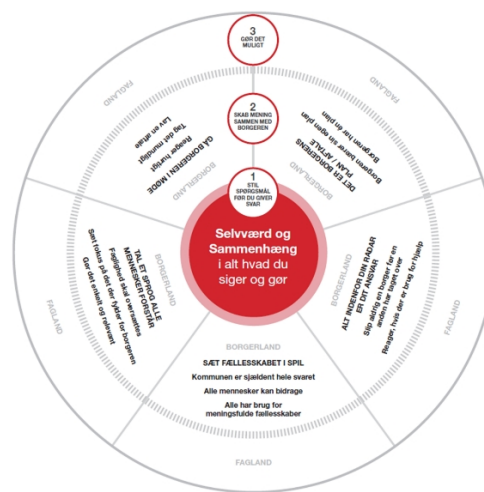 3
GØR DET
MULIGT
2
SKAB MENING
SAMMEN MED
BORGEREN
1
STIL
SPØRGSMÅL
FØR DU GIVER
SVAR
Selvværd og
Sammenhæng
i alt hvad du
siger og gør
FAGLAND
BORGERLAND
DET ER BORGERENS
PLAN / AFTALE
Borgeren bærer sin egen plan
Borgeren har én plan
FAGLAND
BORGERLAND
ALT INDENFOR DIN RADAR
ER DIT ANSVAR
Slip aldrig en borger før en
anden har taget over
Reager, hvis der er brug for hjælp
FAGLAND
BORGERLAND
SÆT FÆLLESSKABET I SPIL
Kommunen er sjældent hele svaret
Alle mennesker kan bidrage
Alle har brug for
meningsfulde fællesskaber
FAGLAND
BORGERLAND
TAL ET SPROG ALLE
MENNESKER FORSTÅR
Faglighed skal oversættes
Sæt fokus på det der fylder for borgeren
Gør det enkelt og relevant
FAGLAND
BORGERLAND
GÅ BORGEREN I MØDE
Reager hurtigt
Tag det mundtligt
Lav en aftale
FAGLAND